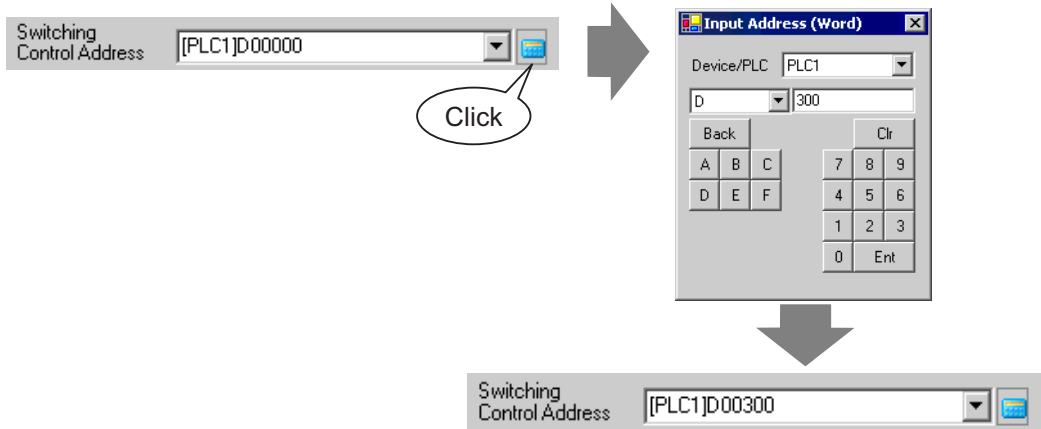 Switching
Control Address
[PLC1]D00000
Click
Input Address (Word)
Device/PLC PLC1
D 300
Back Clr
A B C 7 8 9
D E F 4 5 6
1 2 3
0 Ent
Switching
Control Address
[PLC1]D00300